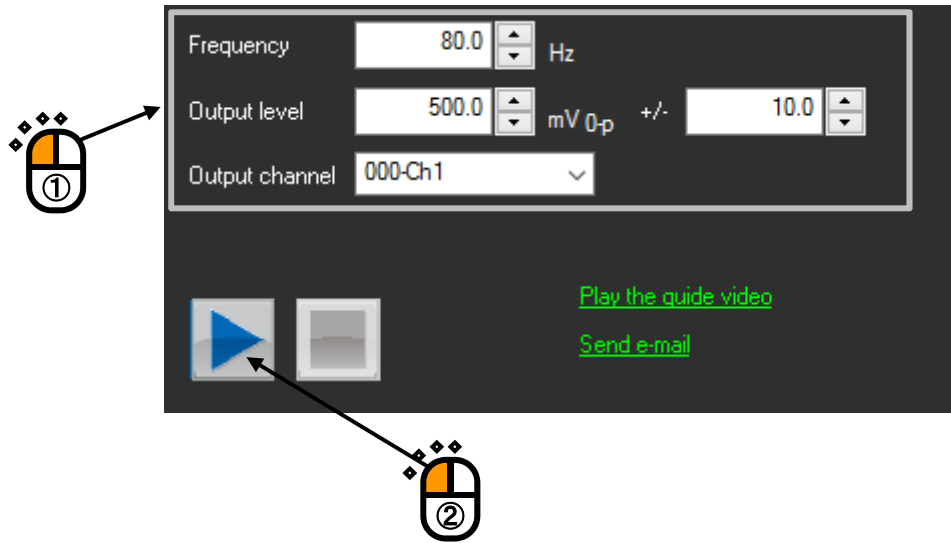 Frequency 80.0 Hz
Output level 500.0 mV 0-p +/- 10.0
Output channel 000-Ch1
①
Play the guide video
Send e-mail
②